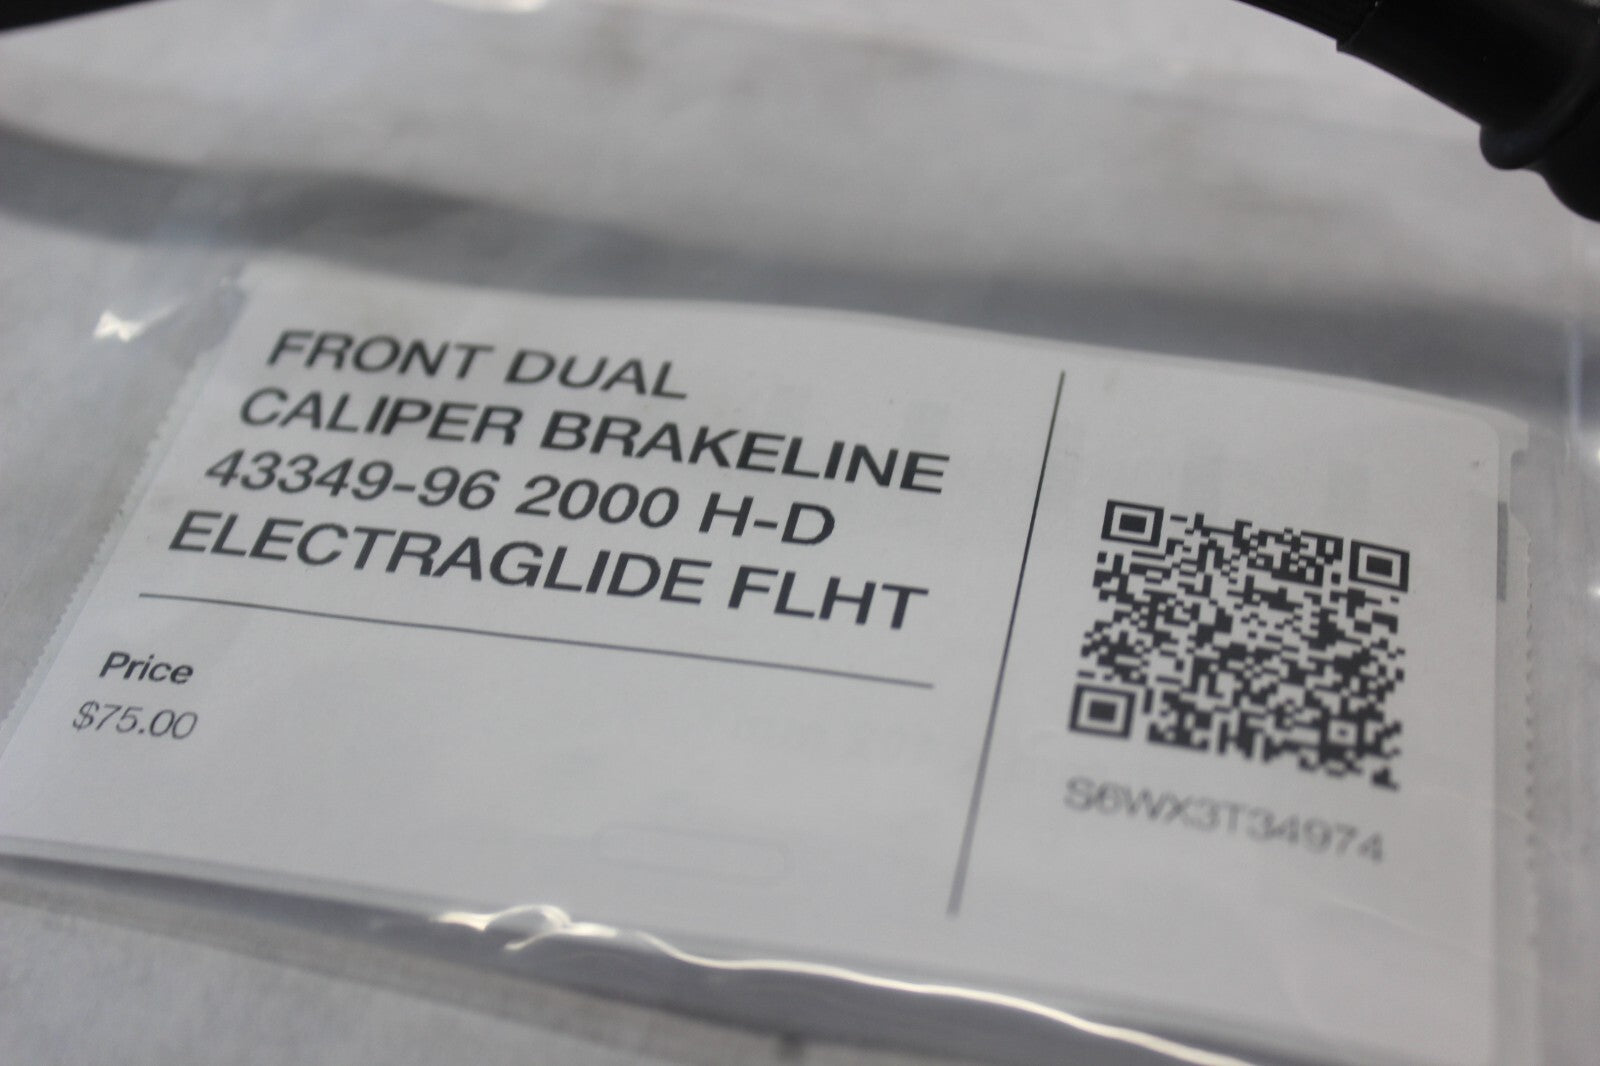 FRONT DUAL
CALIPER BRAKELINE
43349-96 2000 H-D
ELECTRAGLIDE FLHT
Price
$75.00
S6WX3T34974